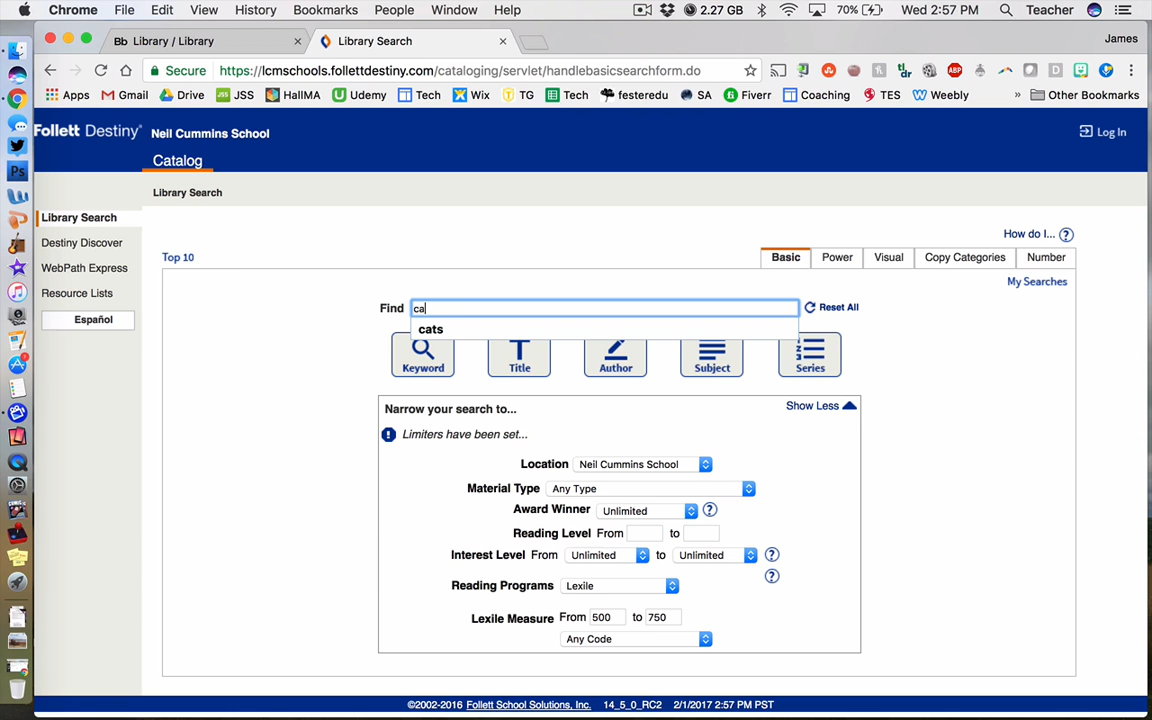 Chrome File Edit View History Bookmarks People Window Help 2.27 GB 70% Wed 2:57 PM Teacher
Bb Library / Library Library Search James
Secure https://lcmschools.follettdestiny.com/cataloging/servlet/handlebasicsearchform.do
Apps Gmail Drive JSS HallMA Udemy Tech Wix TG Tech festeredu SA Fiverr Coaching TES Weebly » Other Bookmarks
Follett Destiny® Neil Cummins School Log In
Catalog
Library Search
Library Search
Destiny Discover
WebPath Express
Resource Lists
Español
How do I... ?
Top 10 Basic Power Visual Copy Categories Number
My Searches
Find ca Reset All
cats
Keyword Title Author Subject Series
Narrow your search to... Show Less
Limiters have been set...
Location Neil Cummins School
Material Type Any Type
Award Winner Unlimited ?
Reading Level From to
Interest Level From Unlimited to Unlimited ?
?
Reading Programs Lexile
Lexile Measure From 500 to 750
Any Code
©2002-2016 Follett School Solutions, Inc. 14_5_0_RC2 2/1/2017 2:57 PM PST